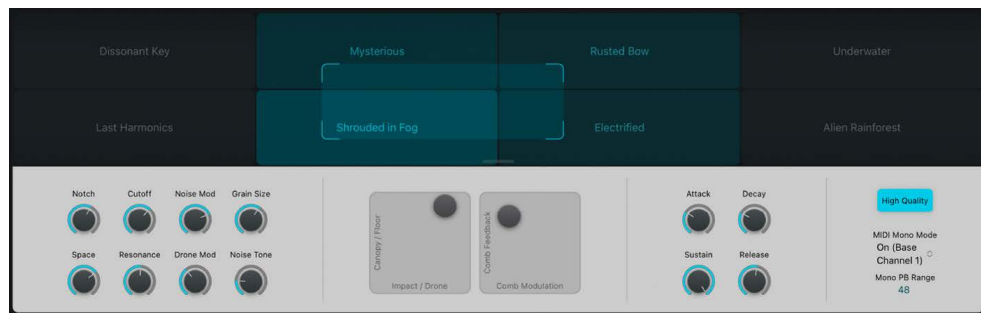 Dissonant Key
Mysterious
Rusted Bow
Underwater
Last Harmonics
Shrouded in Fog
Electrified
Alien Rainforest
Notch
Cutoff
Noise Mod
Grain Size
Space
Resonance
Drone Mod
Noise Tone
Canopy / Floor
Impact / Drone
Comb Feedback
Comb Modulation
Attack
Decay
Sustain
Release
High Quality
MIDI Mono Mode
On (Base
Channel 1)
Mono PB Range
48